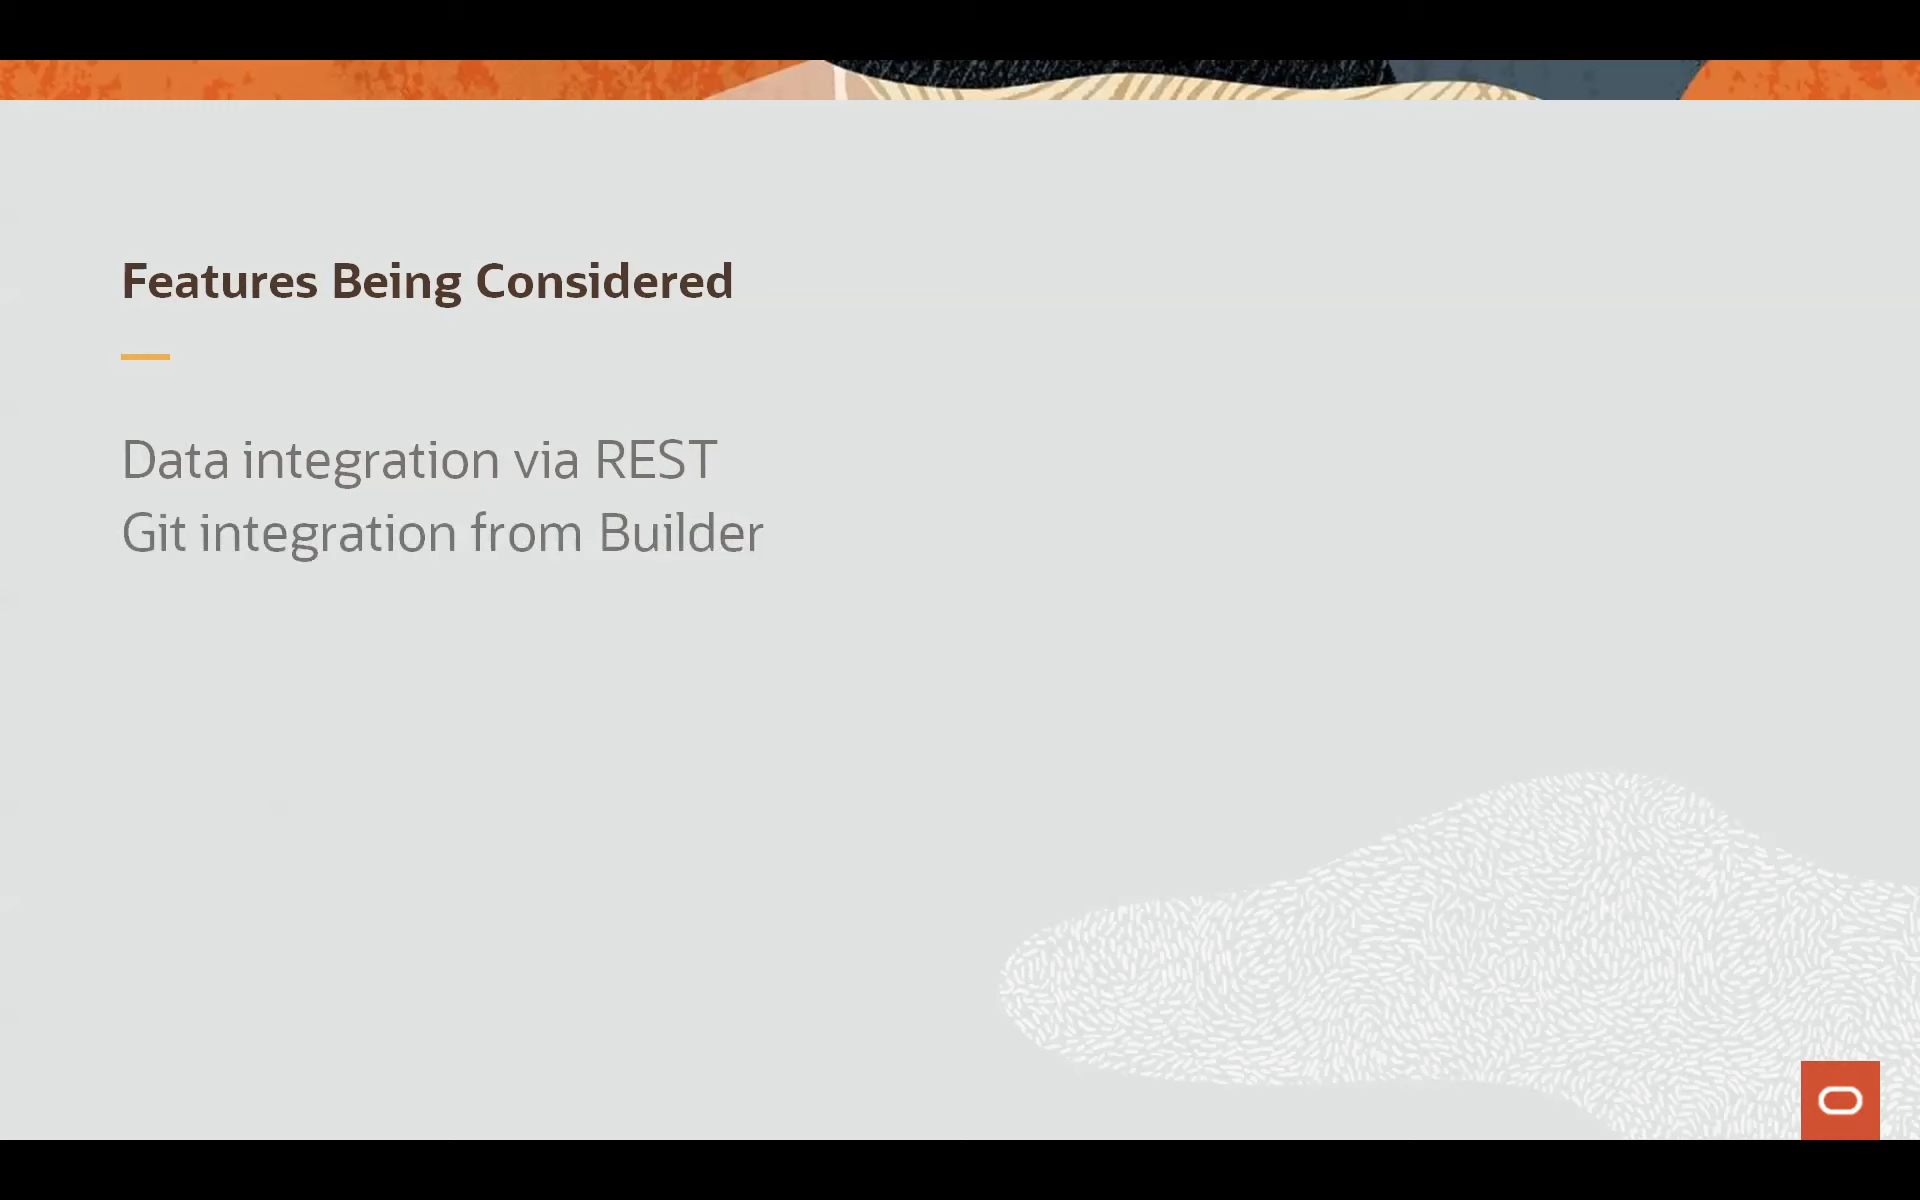 Features Being Considered
Data integration via REST
Git integration from Builder